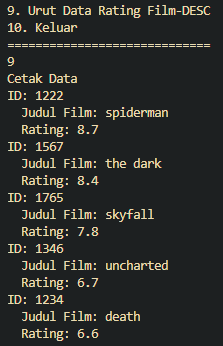 9. Urut Data Rating Film-DESC
10. Keluar
=============================
9
Cetak Data
ID: 1222
  Judul Film: spiderman
  Rating: 8.7
ID: 1567
  Judul Film: the dark
  Rating: 8.4
ID: 1765
  Judul Film: skyfall
  Rating: 7.8
ID: 1346
  Judul Film: uncharted
  Rating: 6.7
ID: 1234
  Judul Film: death
  Rating: 6.6